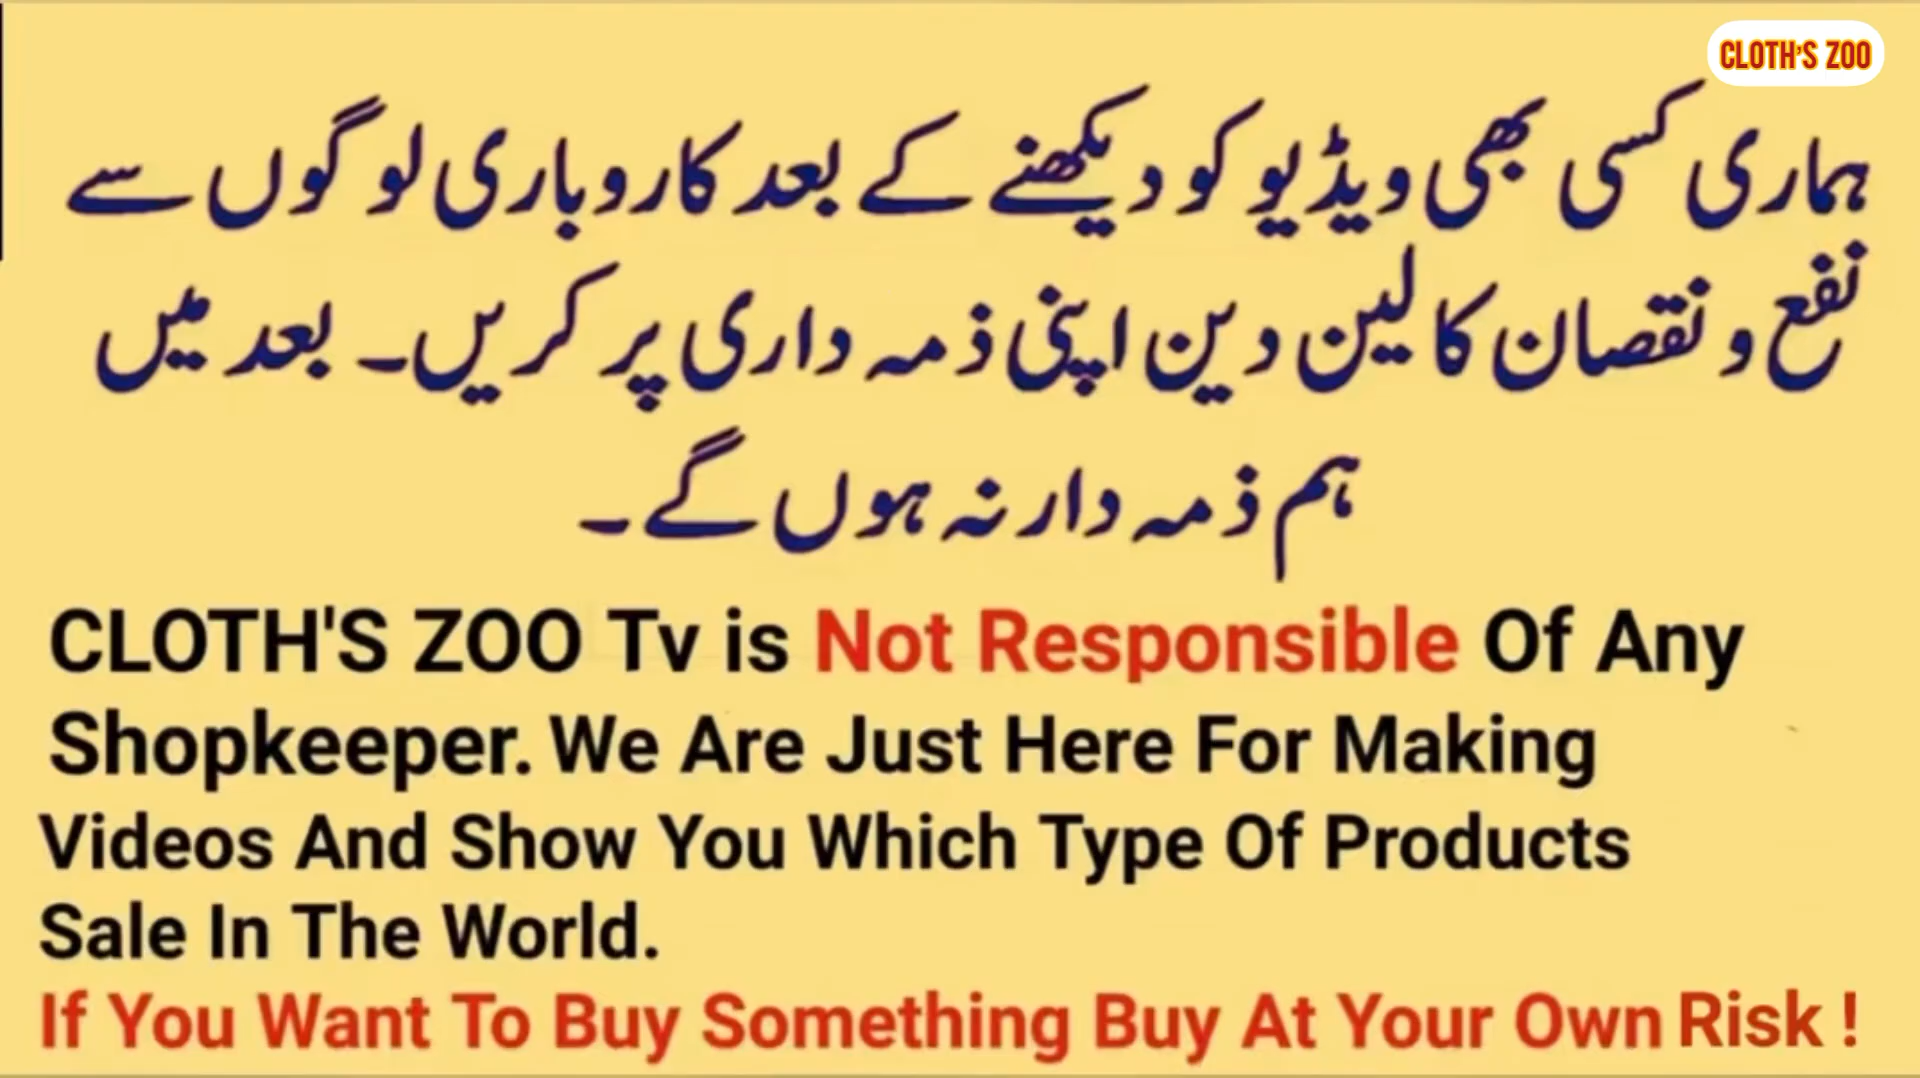 CLOTH'S ZOO
ہماری کسی بھی ویڈیو کو دیکھنے کے بعد کاروباری لوگوں سے
نفع و نقصان کا لین دین اپنی ذمہ داری پر کریں۔ بعد میں
ہم ذمہ دار نہ ہوں گے۔
CLOTH'S ZOO Tv is Not Responsible Of Any
Shopkeeper. We Are Just Here For Making
Videos And Show You Which Type Of Products
Sale In The World.
If You Want To Buy Something Buy At Your Own Risk !